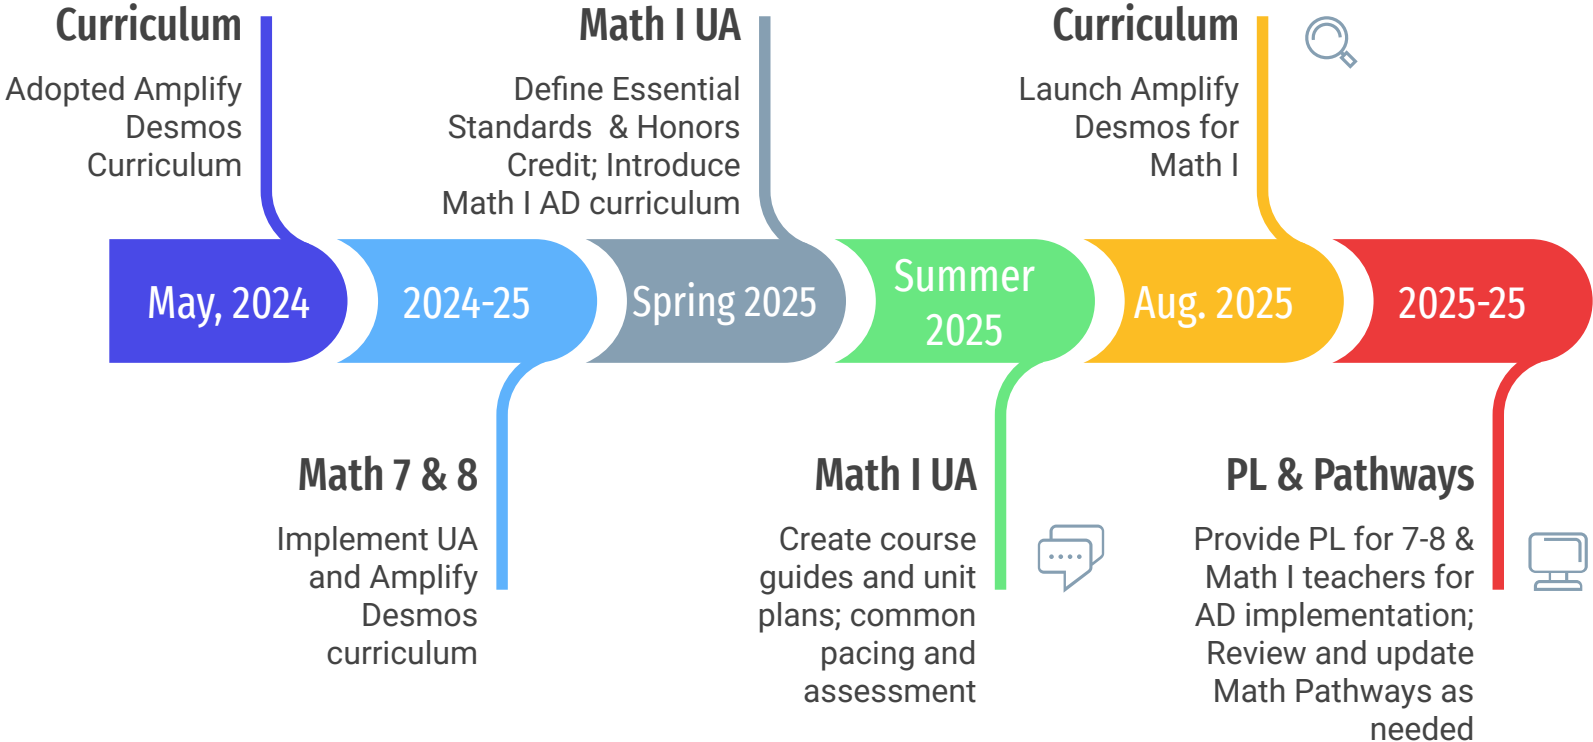 Curriculum
Adopted Amplify
Desmos
Curriculum
Math I UA
Define Essential
Standards & Honors
Credit; Introduce
Math I AD curriculum
Curriculum
Launch Amplify
Desmos for
Math I
May, 2024
2024-25
Spring 2025
Summer
2025
Aug. 2025
2025-25
Math 7 & 8
Implement UA
and Amplify
Desmos
curriculum
Math I UA
Create course
guides and unit
plans; common
pacing and
assessment
PL & Pathways
Provide PL for 7-8 &
Math I teachers for
AD implementation;
Review and update
Math Pathways as
needed